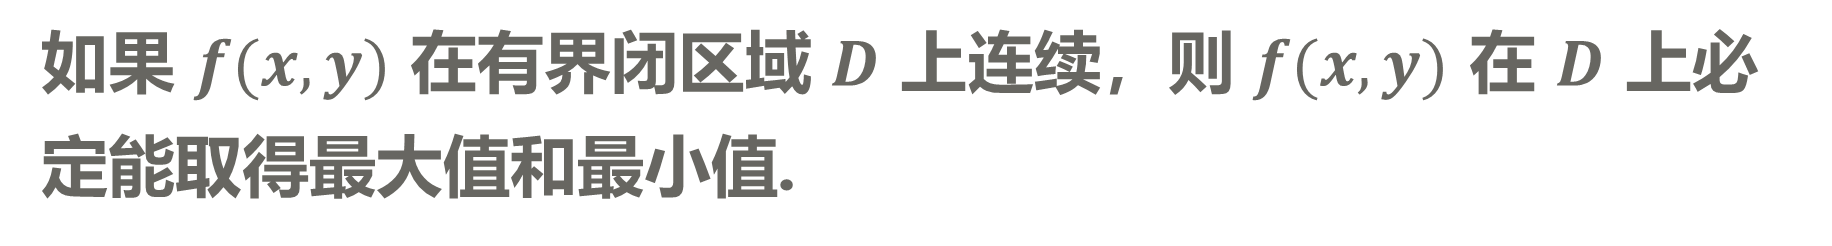 如果 f(x,y) 在有界闭区域 D 上连续，则 f(x,y) 在 D 上必
定能取得最大值和最小值.